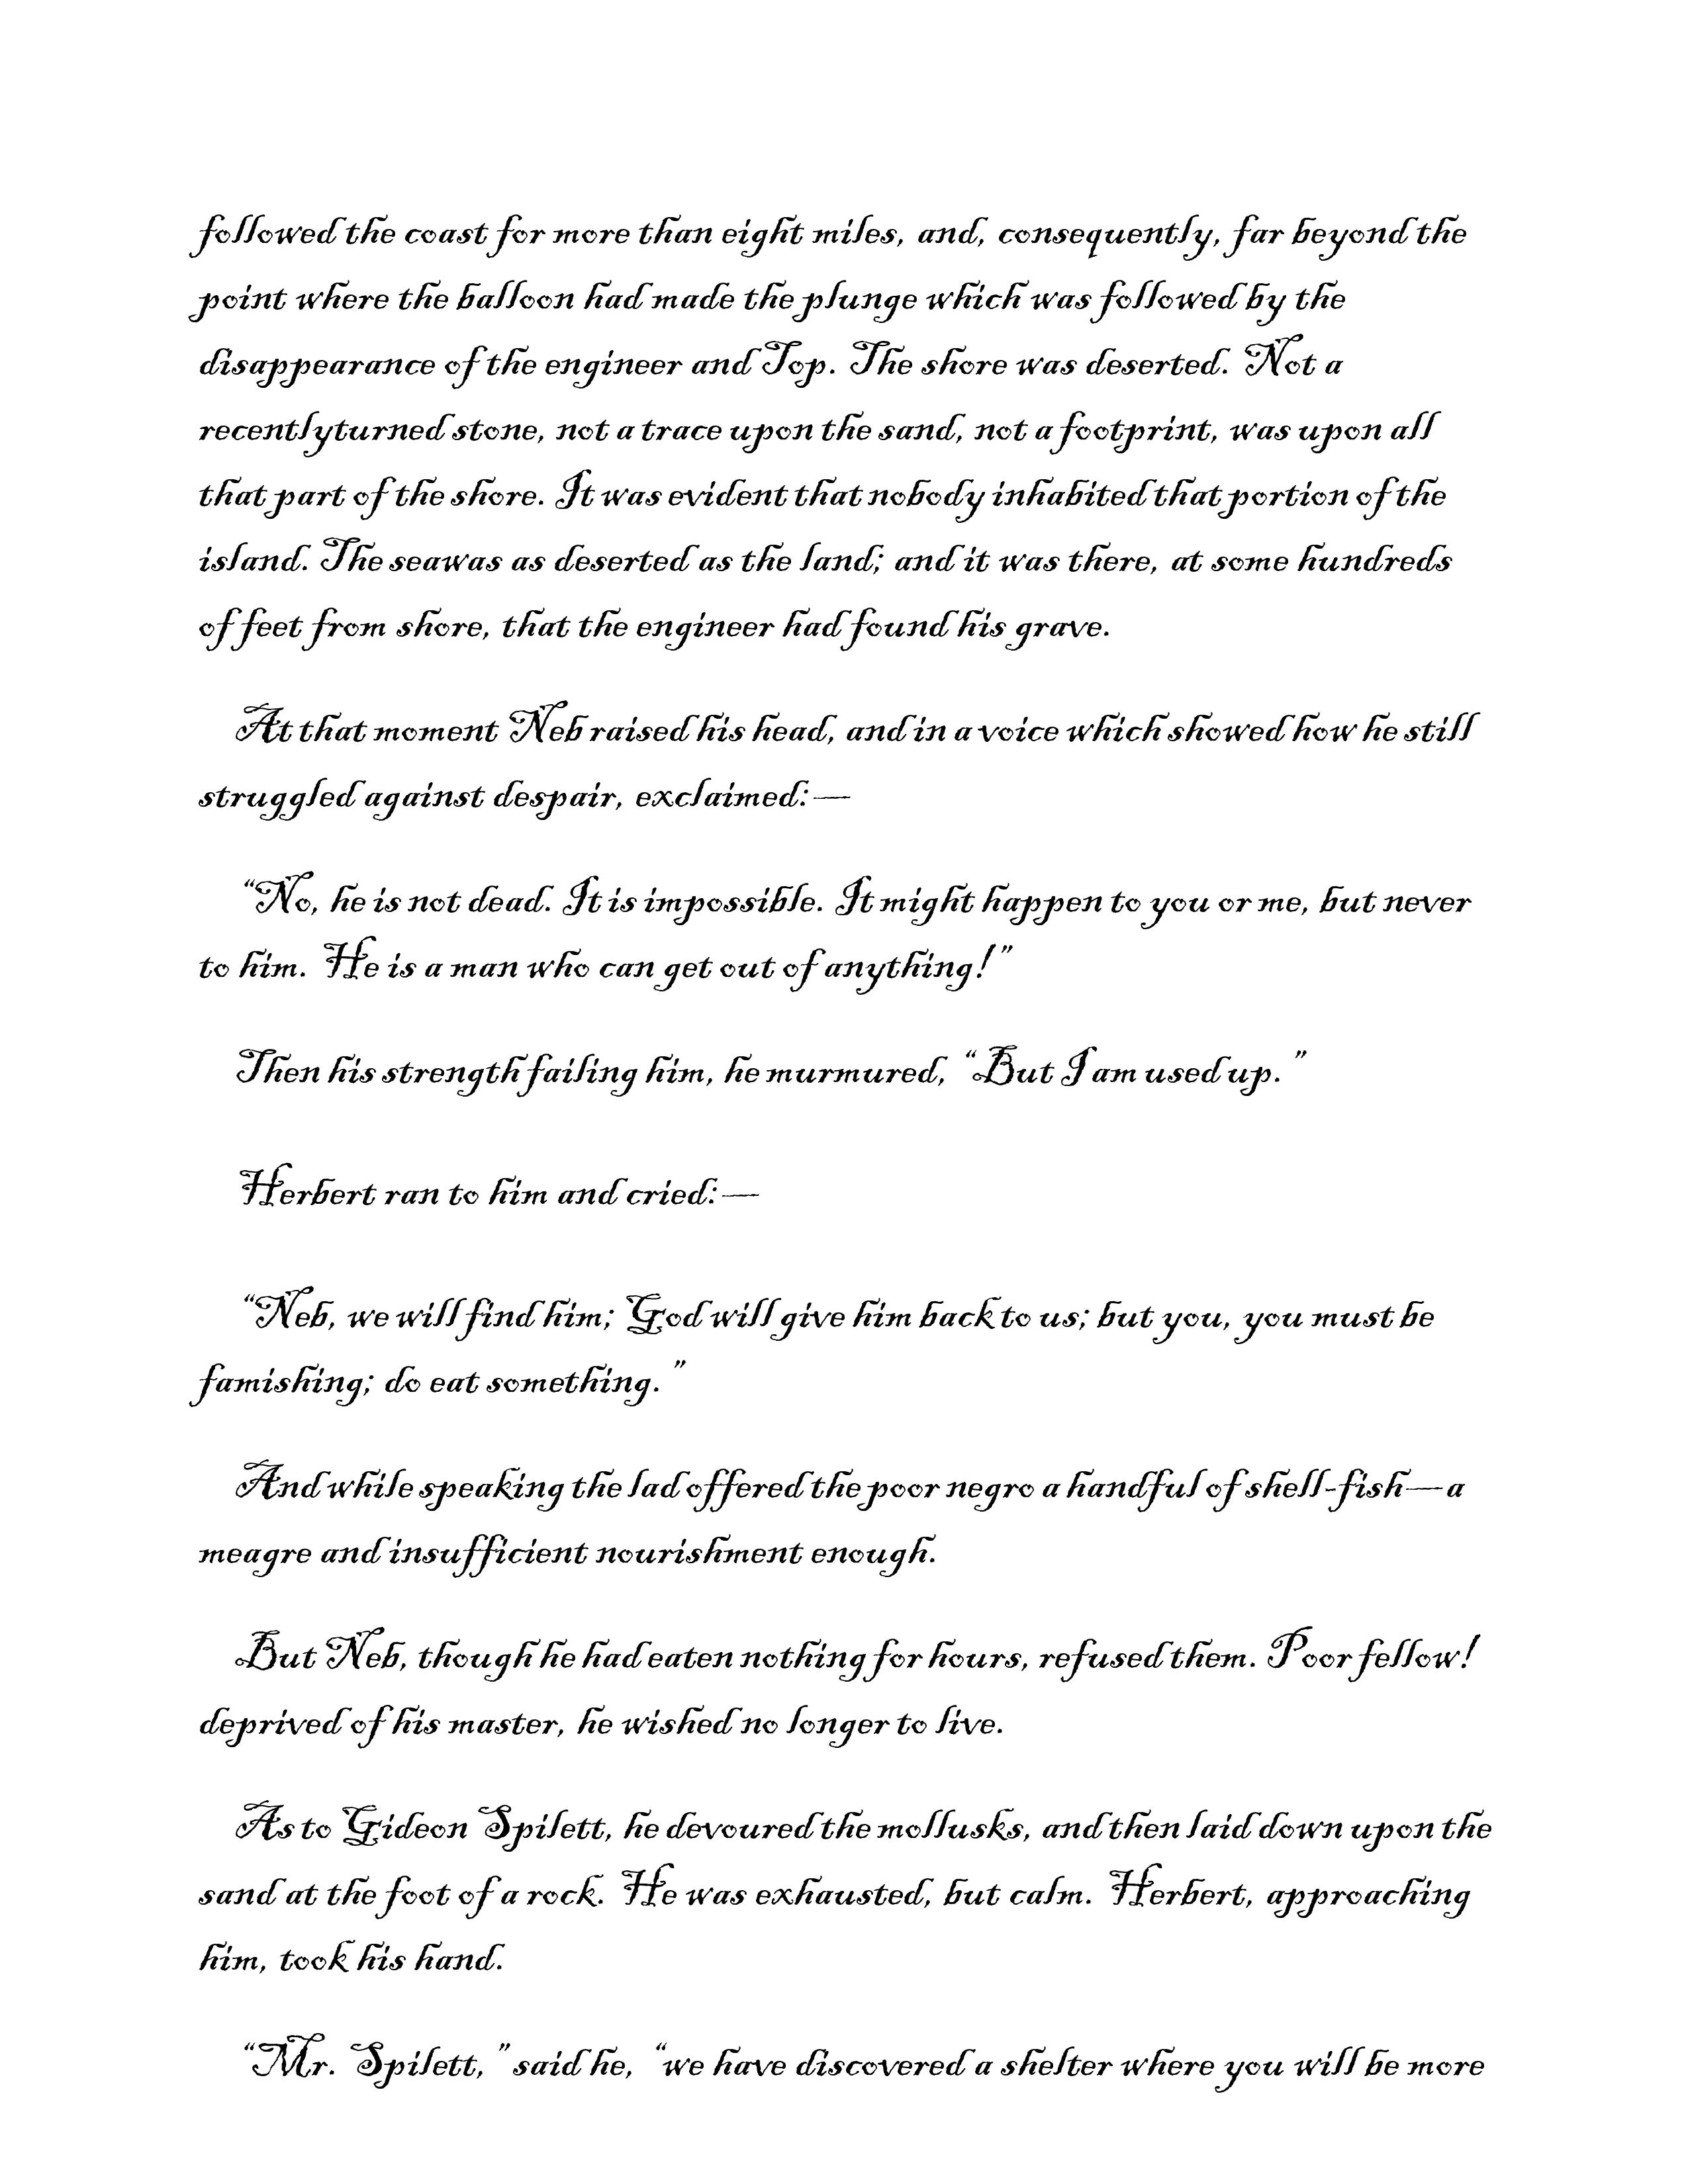 followed the coast for more than eight miles, and, consequently, far beyond the
point where the balloon had made the plunge which was followed by the
disappearance of the engineer and Top. The shore was deserted. Not a
recentlyturned stone, not a trace upon the sand, not a footprint, was upon all
that part of the shore. It was evident that nobody inhabited that portion of the
island. The seawas as deserted as the land; and it was there, at some hundreds
of feet from shore, that the engineer had found his grave.
At that moment Neb raised his head, and in a voice which showed how he still
struggled against despair, exclaimed:—
“No, he is not dead. It is impossible. It might happen to you or me, but never
to him. He is a man who can get out of anything!”
Then his strength failing him, he murmured, “But I am used up.”
Herbert ran to him and cried:—
“Neb, we will find him; God will give him back to us; but you, you must be
famishing; do eat something.”
And while speaking the lad offered the poor negro a handful of shell-fish—a
meagre and insufficient nourishment enough.
But Neb, though he had eaten nothing for hours, refused them. Poor fellow!
deprived of his master, he wished no longer to live.
As to Gideon Spilett, he devoured the mollusks, and then laid down upon the
sand at the foot of a rock. He was exhausted, but calm. Herbert, approaching
him, took his hand.
“Mr. Spilett,” said he, “we have discovered a shelter where you will be more